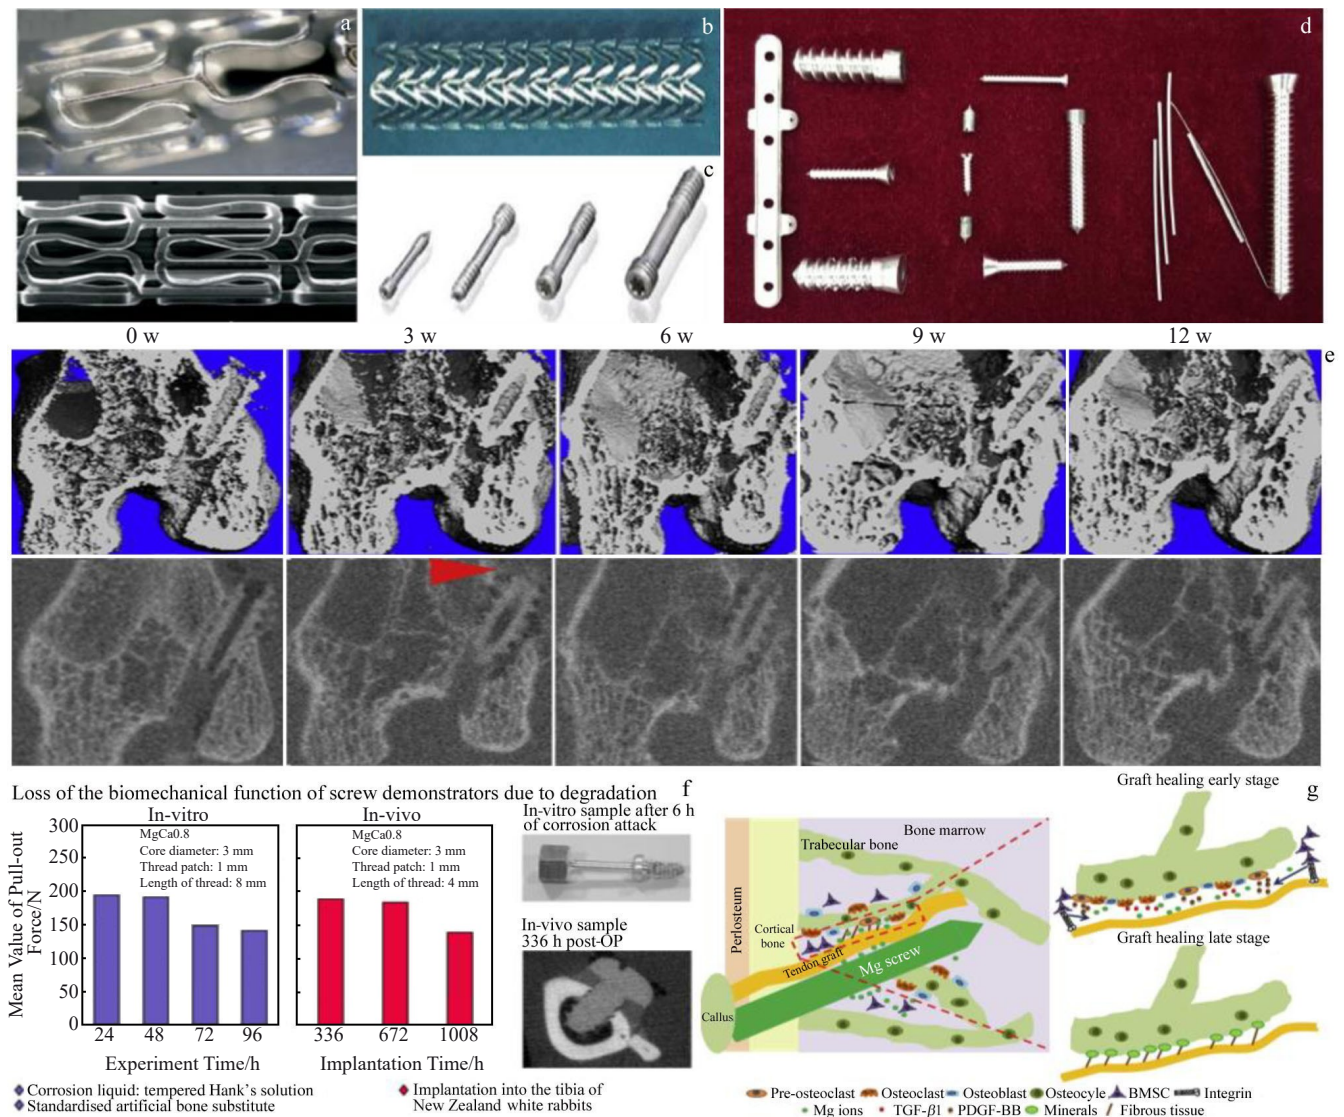 a
b
c
d
0 w
3 w
6 w
9 w
12 w
e
Loss of the biomechanical function of screw demonstrators due to degradation
f
In-vitro
In-vivo
Mean Value of Pull-out
Force/N
300
250
200
150
100
50
0
MgCa0.8
Core diameter: 3 mm
Thread patch: 1 mm
Length of thread: 8 mm
24
48
72
96
Experiment Time/h
MgCa0.8
Core diameter: 3 mm
Thread patch: 1 mm
Length of thread: 4 mm
336
672
1008
Implantation Time/h
Corrosion liquid: tempered Hank's solution
Standardised artificial bone substitute
Implantation into the tibia of
New Zealand white rabbits
In-vitro sample after 6 h
of corrosion attack
In-vivo sample
336 h post-OP
g
Perlosteum
Cortical
bone
Trabecular bone
Bone marrow
Tendon graft
Mg screw
Callus
Graft healing early stage
Graft healing late stage
Pre-osteoclast
Osteoclast
Osteoblast
Osteocyle
BMSC
Integrin
Mg ions
TGF-β1
PDGF-BB
Minerals
Fibrous tissue